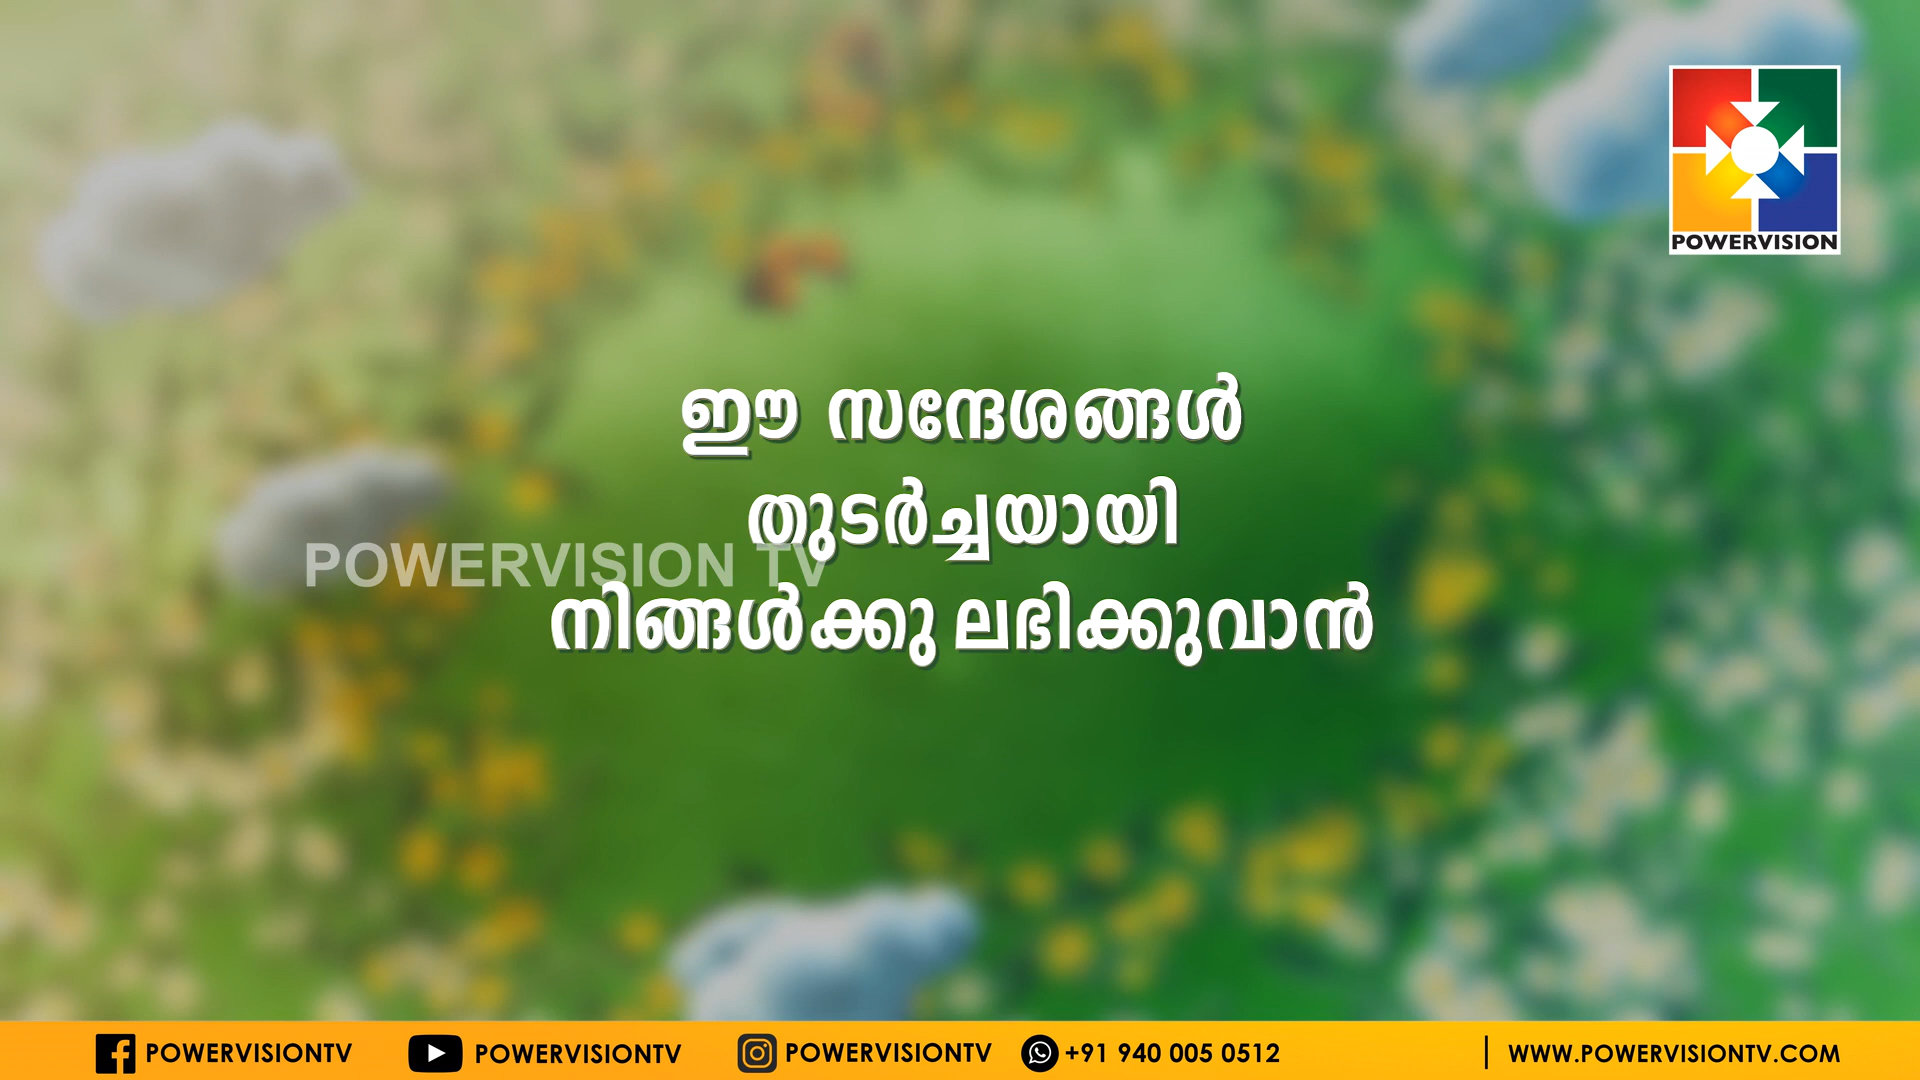 POWERVISION
ഈ സന്ദേശങ്ങൾ
തുടർച്ചയായി
POWERVISION TV
നിങ്ങൾക്കു ലഭിക്കുവാൻ
POWERVISIONTV POWERVISIONTV POWERVISIONTV +91 940 005 0512 | WWW.POWERVISIONTV.COM